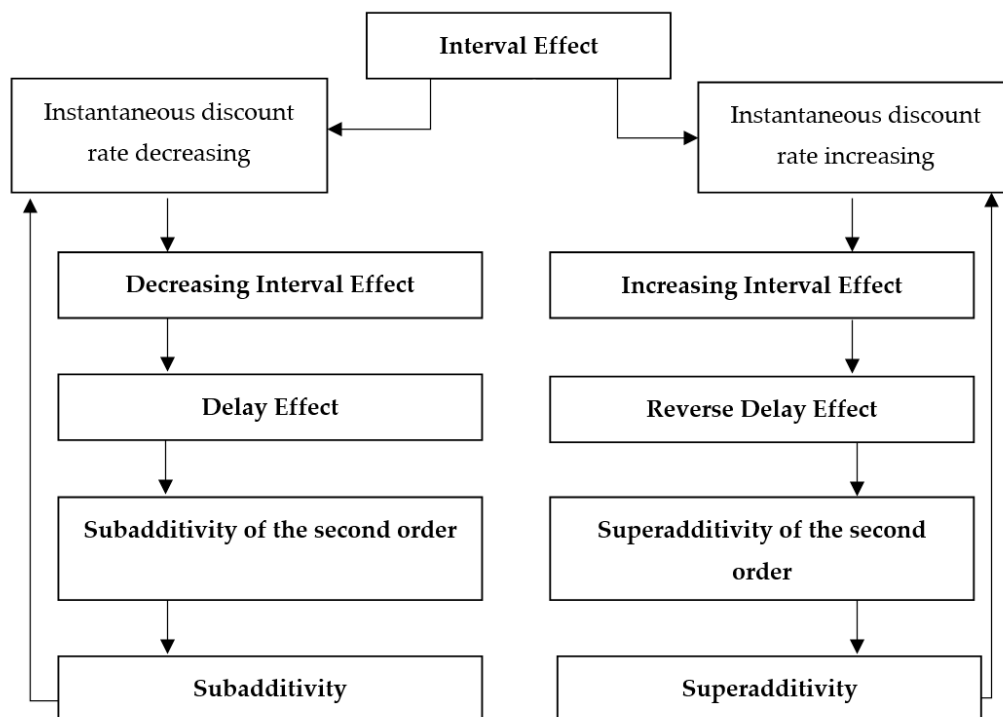 Interval Effect
Instantaneous discount
rate decreasing
Instantaneous discount
rate increasing
Decreasing Interval Effect
Increasing Interval Effect
Delay Effect
Reverse Delay Effect
Subadditivity of the second order
Superadditivity of the second
order
Subadditivity
Superadditivity